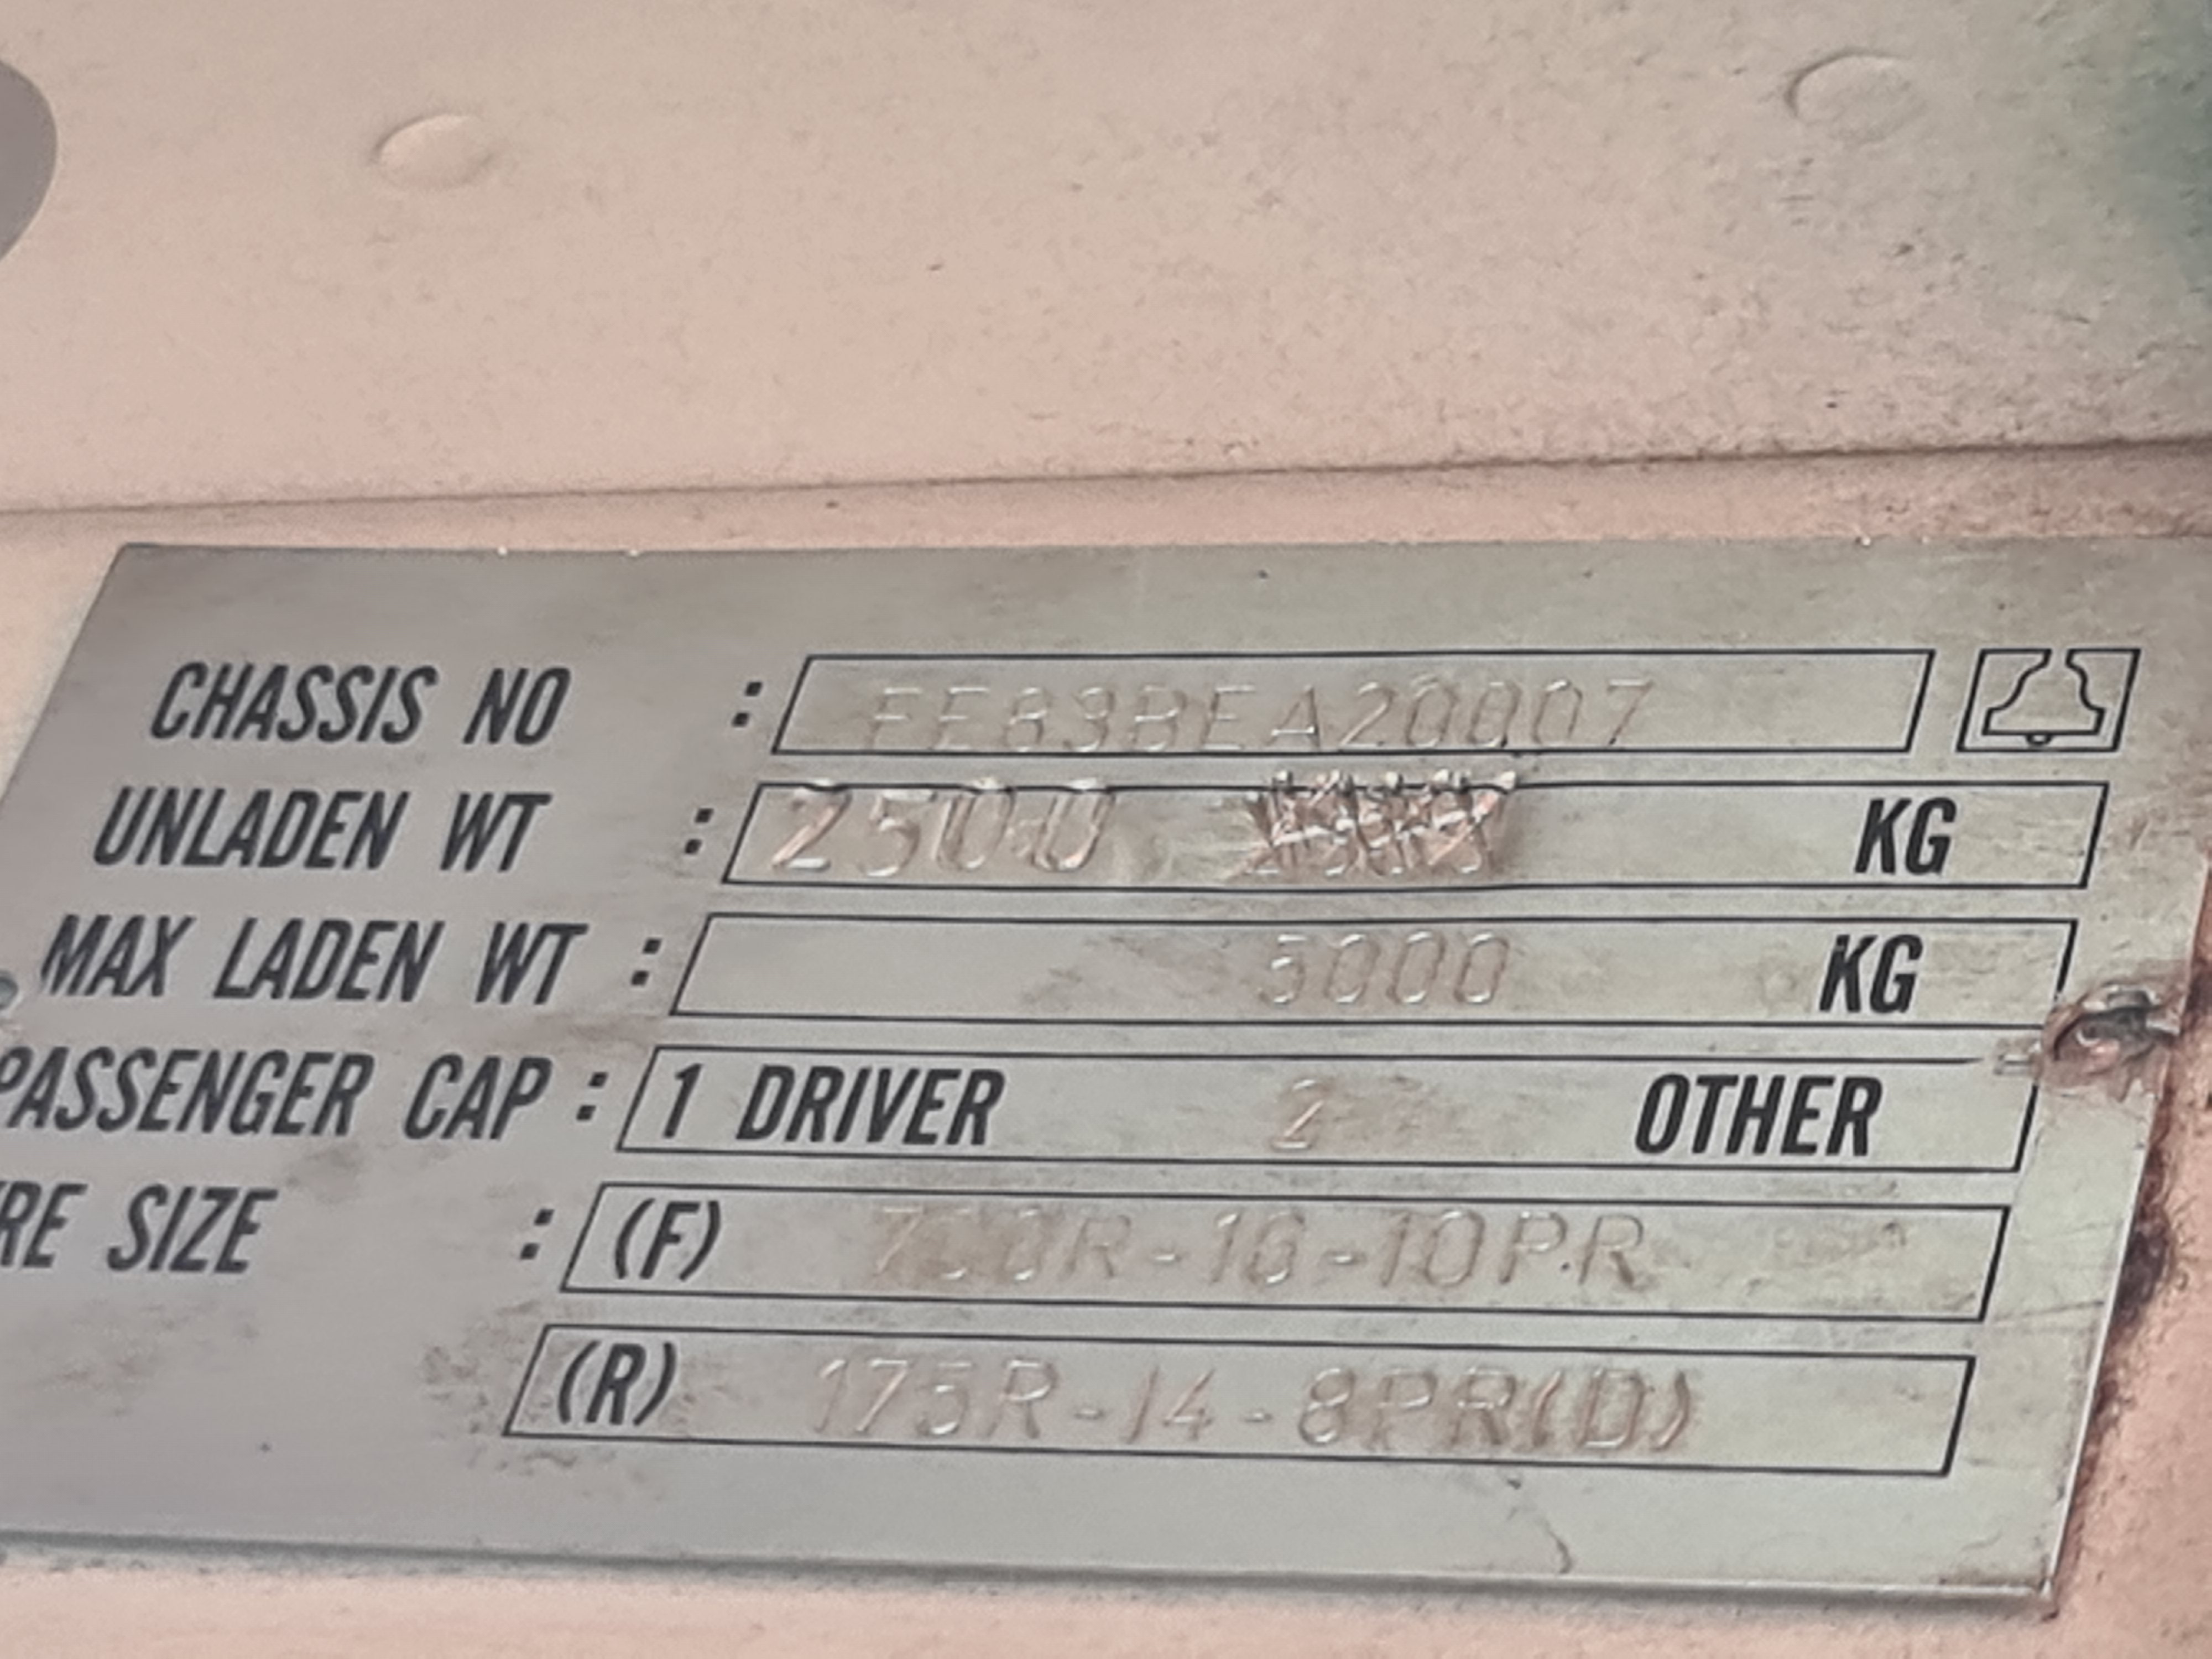 CHASSIS NO : FE83BEA20007
UNLADEN WT : 2500 KG
MAX LADEN WT : 5000 KG
PASSENGER CAP : 1 DRIVER 2 OTHER
RE SIZE : (F) 700R-16-10PR
(R) 175R-14-8PR(D)